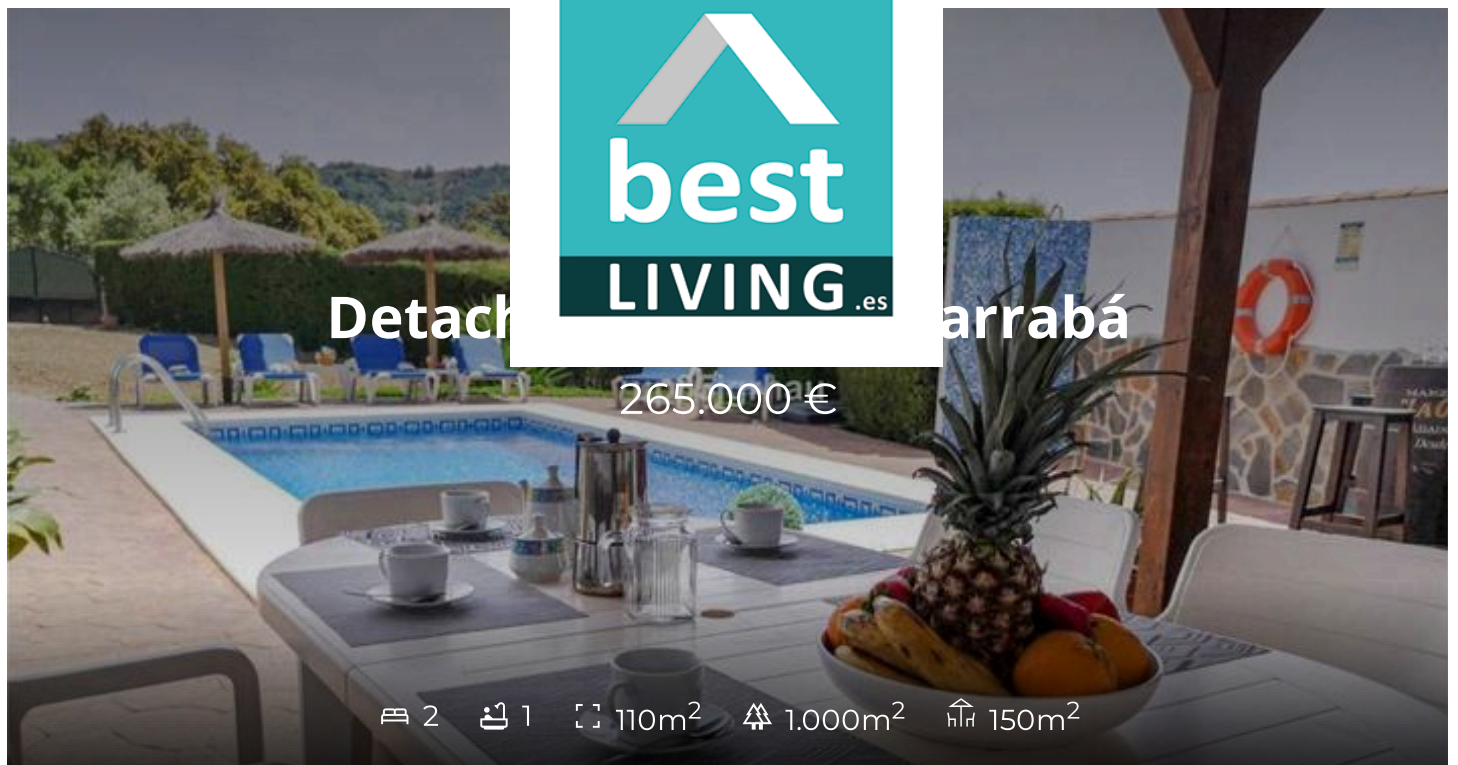 best
LIVING.es
Detach arrabá
265.000 €
2 1 110m² 1.000m² 150m²